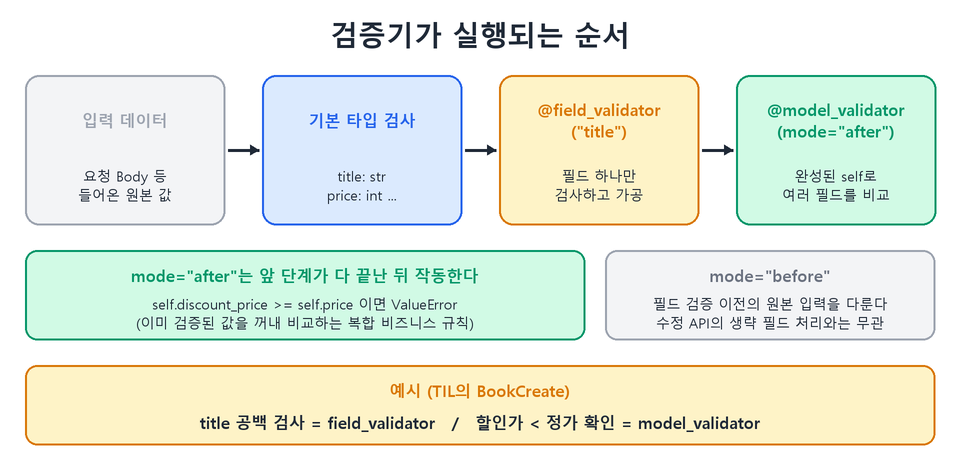 검증기가 실행되는 순서
입력 데이터
요청 Body 등
들어온 원본 값
기본 타입 검사
title: str
price: int ...
@field_validator
("title")
필드 하나만
검사하고 가공
@model_validator
(mode="after")
완성된 self로
여러 필드를 비교
mode="after"는 앞 단계가 다 끝난 뒤 작동한다
self.discount_price >= self.price 이면 ValueError
(이미 검증된 값을 꺼내 비교하는 복합 비즈니스 규칙)
mode="before"
필드 검증 이전의 원본 입력을 다룬다
수정 API의 생략 필드 처리와는 무관
예시 (TIL의 BookCreate)
title 공백 검사 = field_validator / 할인가 < 정가 확인 = model_validator